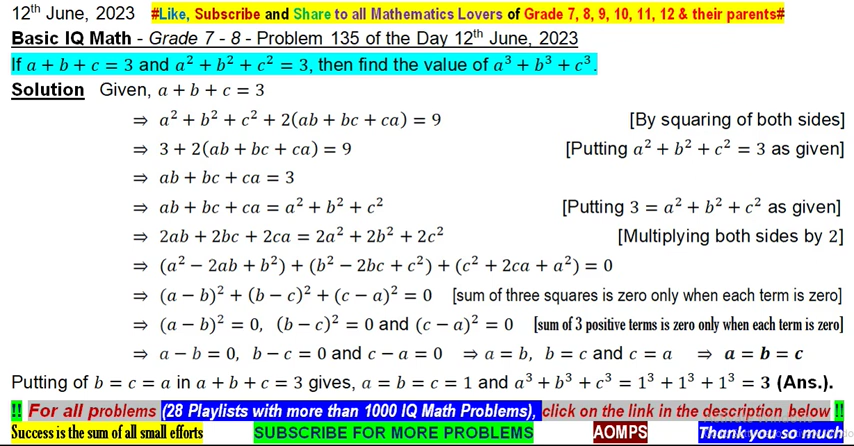 12th June, 2023 #Like, Subscribe and Share to all Mathematics Lovers of Grade 7, 8, 9, 10, 11, 12 & their parents#
Basic IQ Math - Grade 7 - 8 - Problem 135 of the Day 12th June, 2023
If a + b + c = 3 and a² + b² + c² = 3, then find the value of a³ + b³ + c³.
Solution Given, a + b + c = 3
⇒ a² + b² + c² + 2(ab + bc + ca) = 9 [By squaring of both sides]
⇒ 3 + 2(ab + bc + ca) = 9 [Putting a² + b² + c² = 3 as given]
⇒ ab + bc + ca = 3
⇒ ab + bc + ca = a² + b² + c² [Putting 3 = a² + b² + c² as given]
⇒ 2ab + 2bc + 2ca = 2a² + 2b² + 2c² [Multiplying both sides by 2]
⇒ (a² − 2ab + b²) + (b² − 2bc + c²) + (c² + 2ca + a²) = 0
⇒ (a − b)² + (b − c)² + (c − a)² = 0 [sum of three squares is zero only when each term is zero]
⇒ (a − b)² = 0, (b − c)² = 0 and (c − a)² = 0 [sum of 3 positive terms is zero only when each term is zero]
⇒ a − b = 0, b − c = 0 and c − a = 0 ⇒ a = b, b = c and c = a ⇒ a = b = c
Putting of b = c = a in a + b + c = 3 gives, a = b = c = 1 and a³ + b³ + c³ = 1³ + 1³ + 1³ = 3 (Ans.).
!! For all problems (28 Playlists with more than 1000 IQ Math Problems), click on the link in the description below !!
Success is the sum of all small efforts SUBSCRIBE FOR MORE PROBLEMS AOMPS Thank you so much